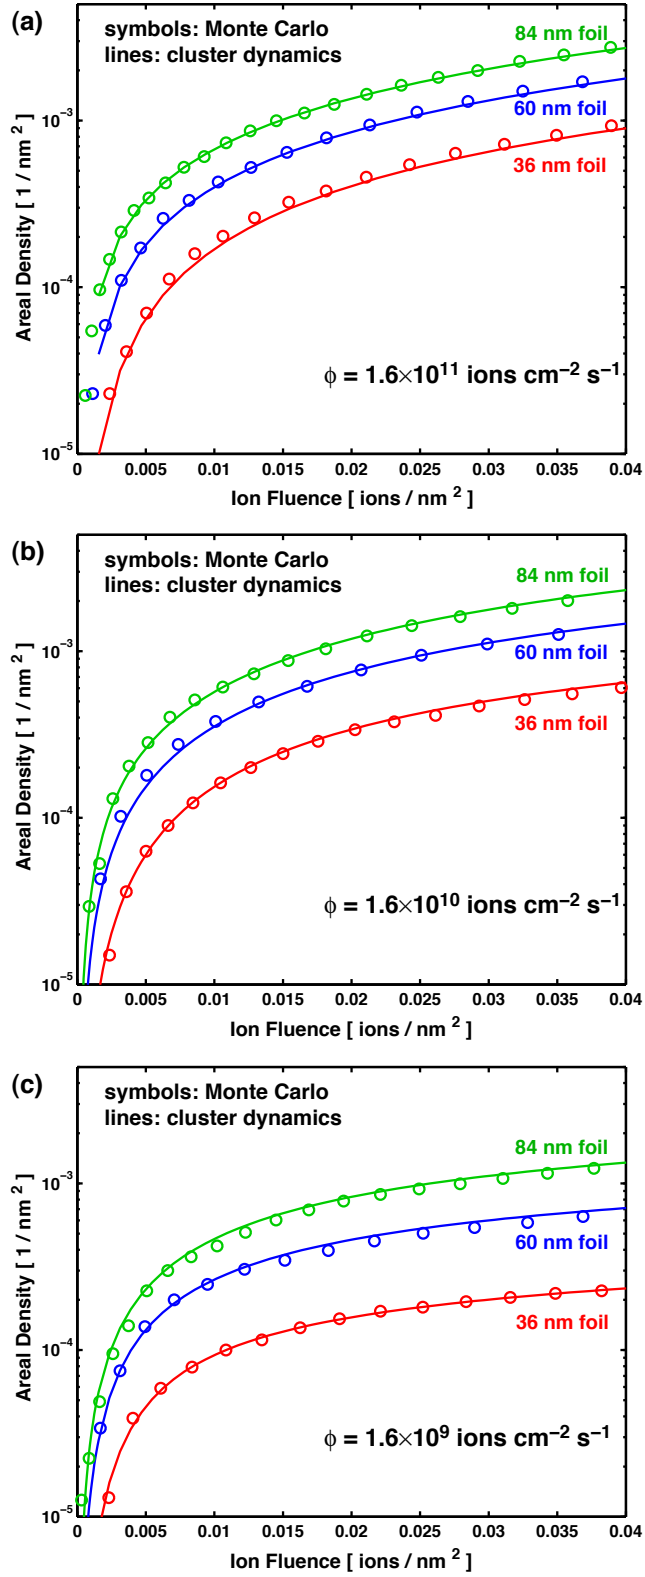 (a)
symbols: Monte Carlo
lines: cluster dynamics
84 nm foil
60 nm foil
36 nm foil
ϕ = 1.6×10¹¹ ions cm⁻² s⁻¹
Areal Density [ 1 / nm ² ]
10⁻³
10⁻⁴
10⁻⁵
0 0.005 0.01 0.015 0.02 0.025 0.03 0.035 0.04
Ion Fluence [ ions / nm ² ]
(b)
symbols: Monte Carlo
lines: cluster dynamics
84 nm foil
60 nm foil
36 nm foil
ϕ = 1.6×10¹⁰ ions cm⁻² s⁻¹
Areal Density [ 1 / nm ² ]
10⁻³
10⁻⁴
10⁻⁵
0 0.005 0.01 0.015 0.02 0.025 0.03 0.035 0.04
Ion Fluence [ ions / nm ² ]
(c)
symbols: Monte Carlo
lines: cluster dynamics
84 nm foil
60 nm foil
36 nm foil
ϕ = 1.6×10⁹ ions cm⁻² s⁻¹
Areal Density [ 1 / nm ² ]
10⁻³
10⁻⁴
10⁻⁵
0 0.005 0.01 0.015 0.02 0.025 0.03 0.035 0.04
Ion Fluence [ ions / nm ² ]